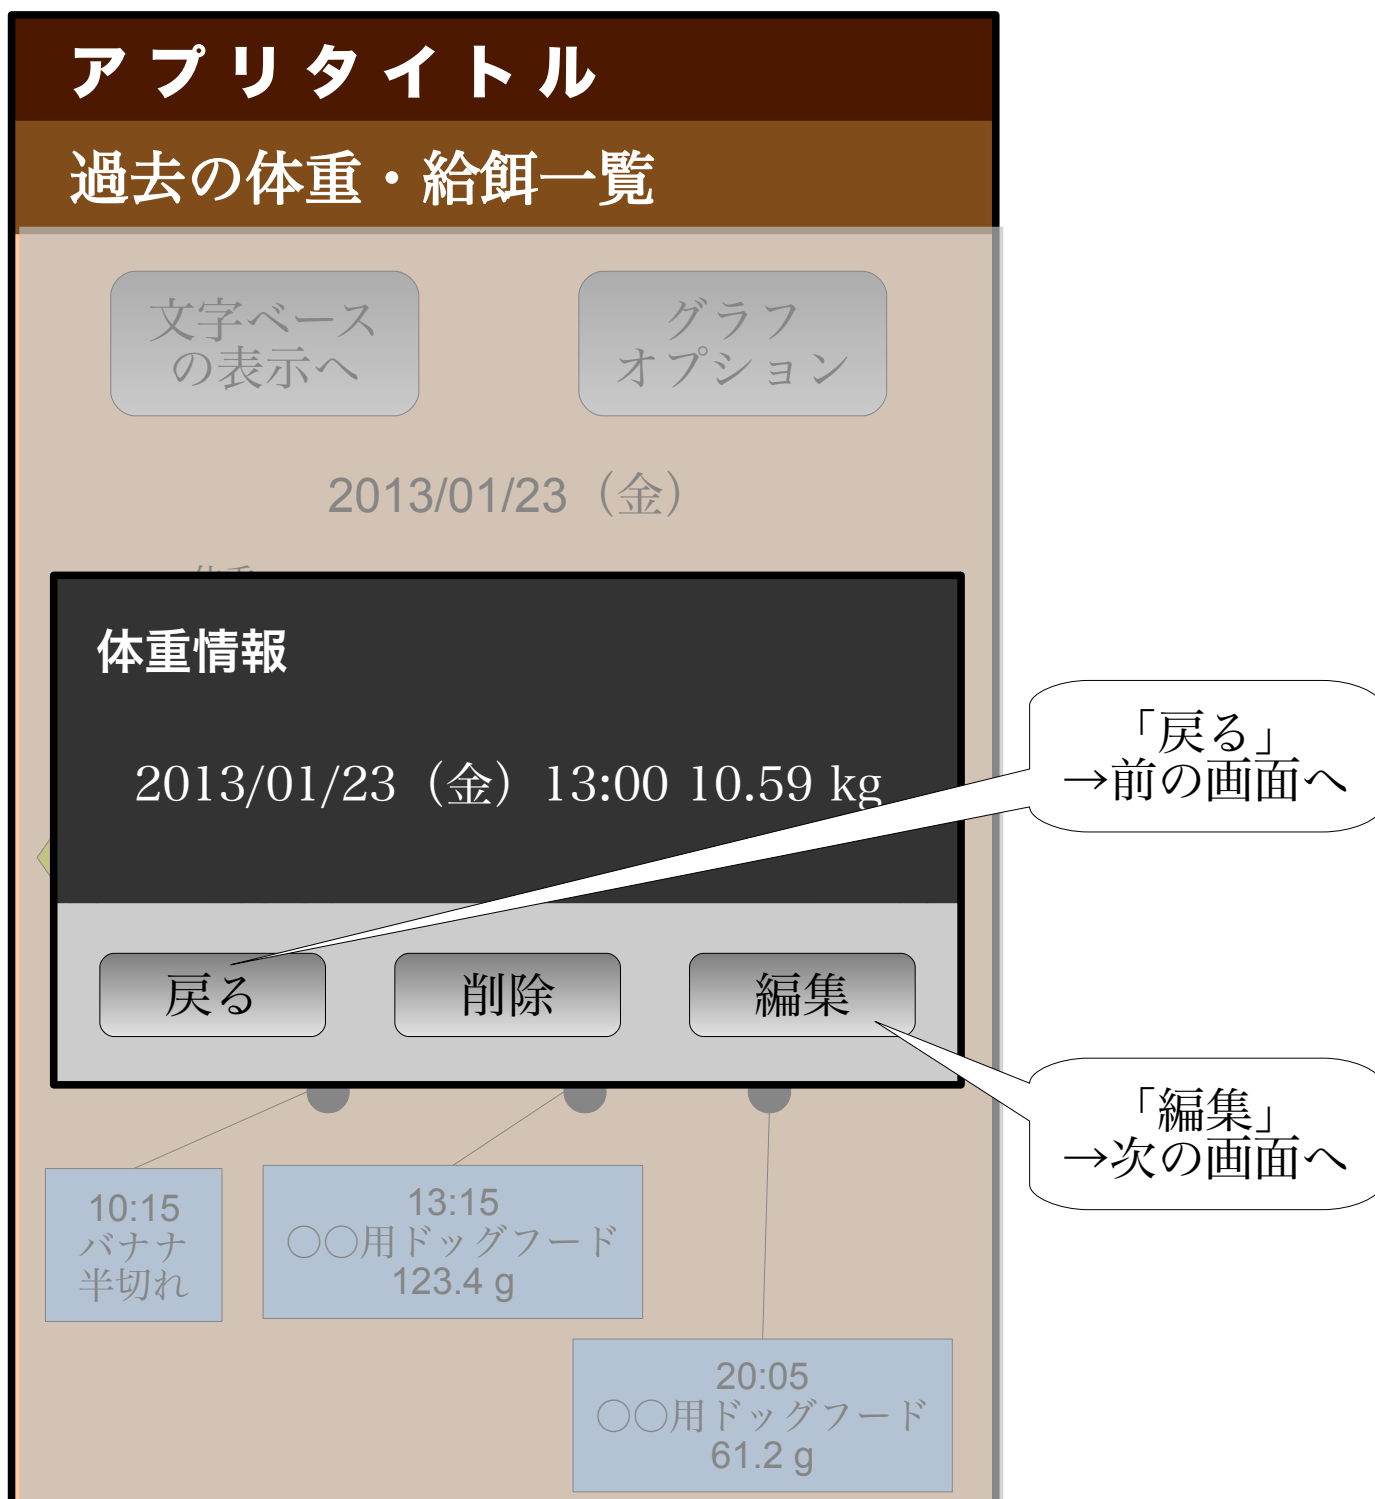 アプリタイトル
過去の体重・給餌一覧
文字ベース
の表示へ
グラフ
オプション
2013/01/23（金）
体重情報
2013/01/23（金）13:00 10.59 kg
「戻る」
→前の画面へ
戻る
削除
編集
「編集」
→次の画面へ
10:15
バナナ
半切れ
13:15
〇〇用ドッグフード
123.4 g
20:05
〇〇用ドッグフード
61.2 g